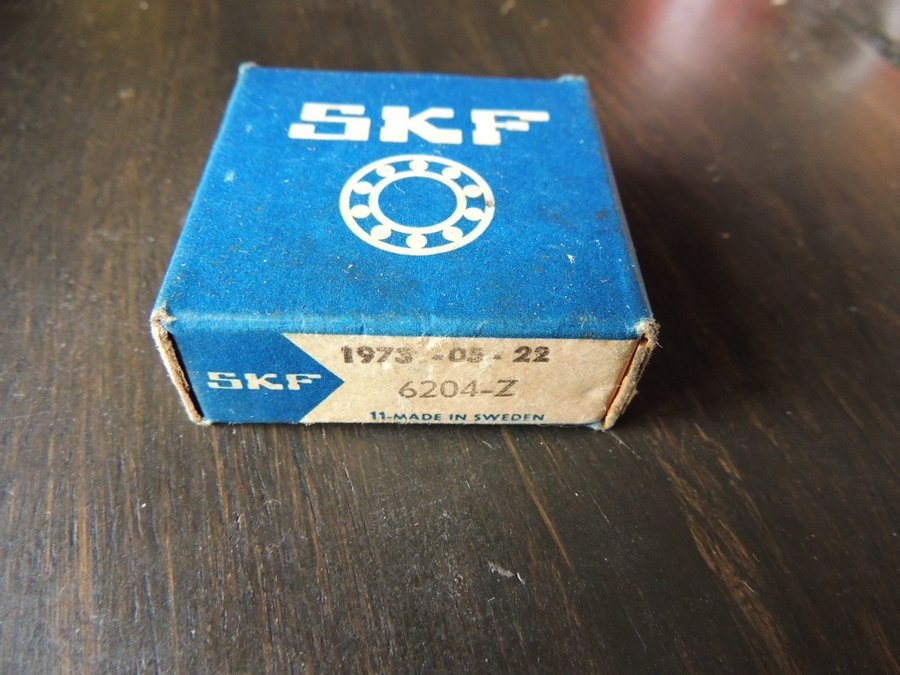 SKF
1973 -05- 22
SKF
6204-Z
11-MADE IN SWEDEN